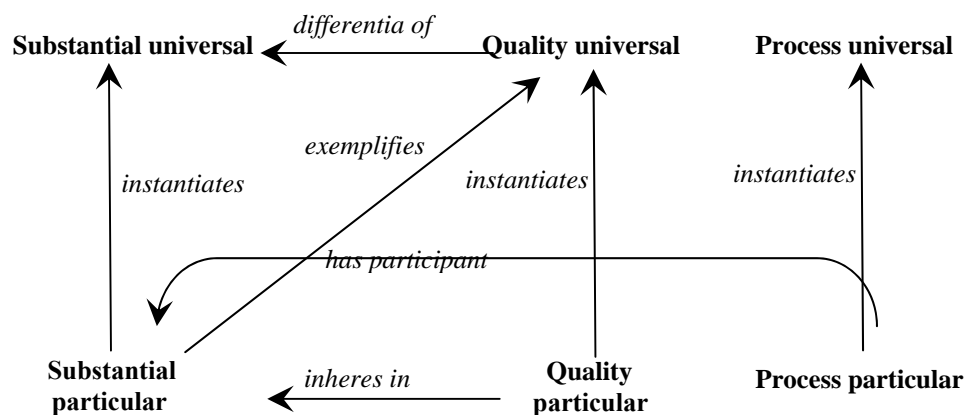 differentia of
Substantial universal Quality universal Process universal
exemplifies
instantiates instantiates instantiates
has participant
Substantial particular
inheres in
Quality particular
Process particular